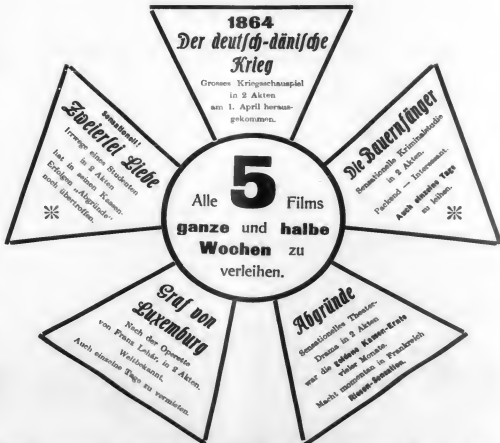 1864
Der deutsch-dänische
Krieg
Grosses Kriegsschauspiel
in 2 Akten
am 1. April heraus-
gekommen.
Sensationell!
Zweierlei Liebe
Irrwege eines Studenten
in 2 Akten
hat in seinen Kassen-
Erfolgen „Abgründe“
noch übertroffen.
Die Bauernfänger
Sensationelle Kriminalstudie
in 2 Akten.
Packend — Interessant.
Auch einzelne Tage
zu leihen.
Alle 5 Films
ganze und halbe
Wochen zu
verleihen.
Graf von
Luxemburg
Nach der Operette
von Franz Lehár, in 2 Akten.
Weltbekannt.
Auch einzelne Tage zu vermieten.
Abgründe
Sensationelles Theater-
Drama in 2 Akten
war die goldene Kassen-Ernte
vieler Monate.
Macht momentan in Frankreich
Riesen-Sensation.